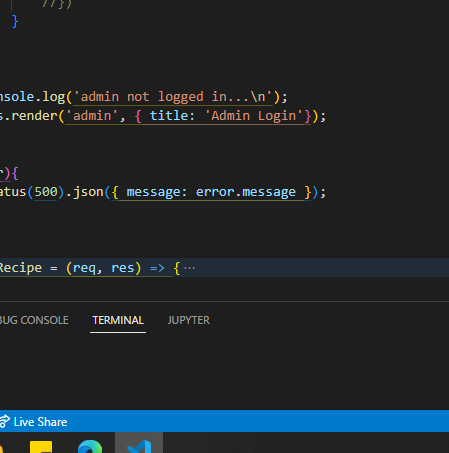 //})
}
nsole.log('admin not logged in...\n');
s.render('admin', { title: 'Admin Login'});
r){
atus(500).json({ message: error.message });
Recipe = (req, res) => {⋯
BUG CONSOLE TERMINAL JUPYTER
Live Share